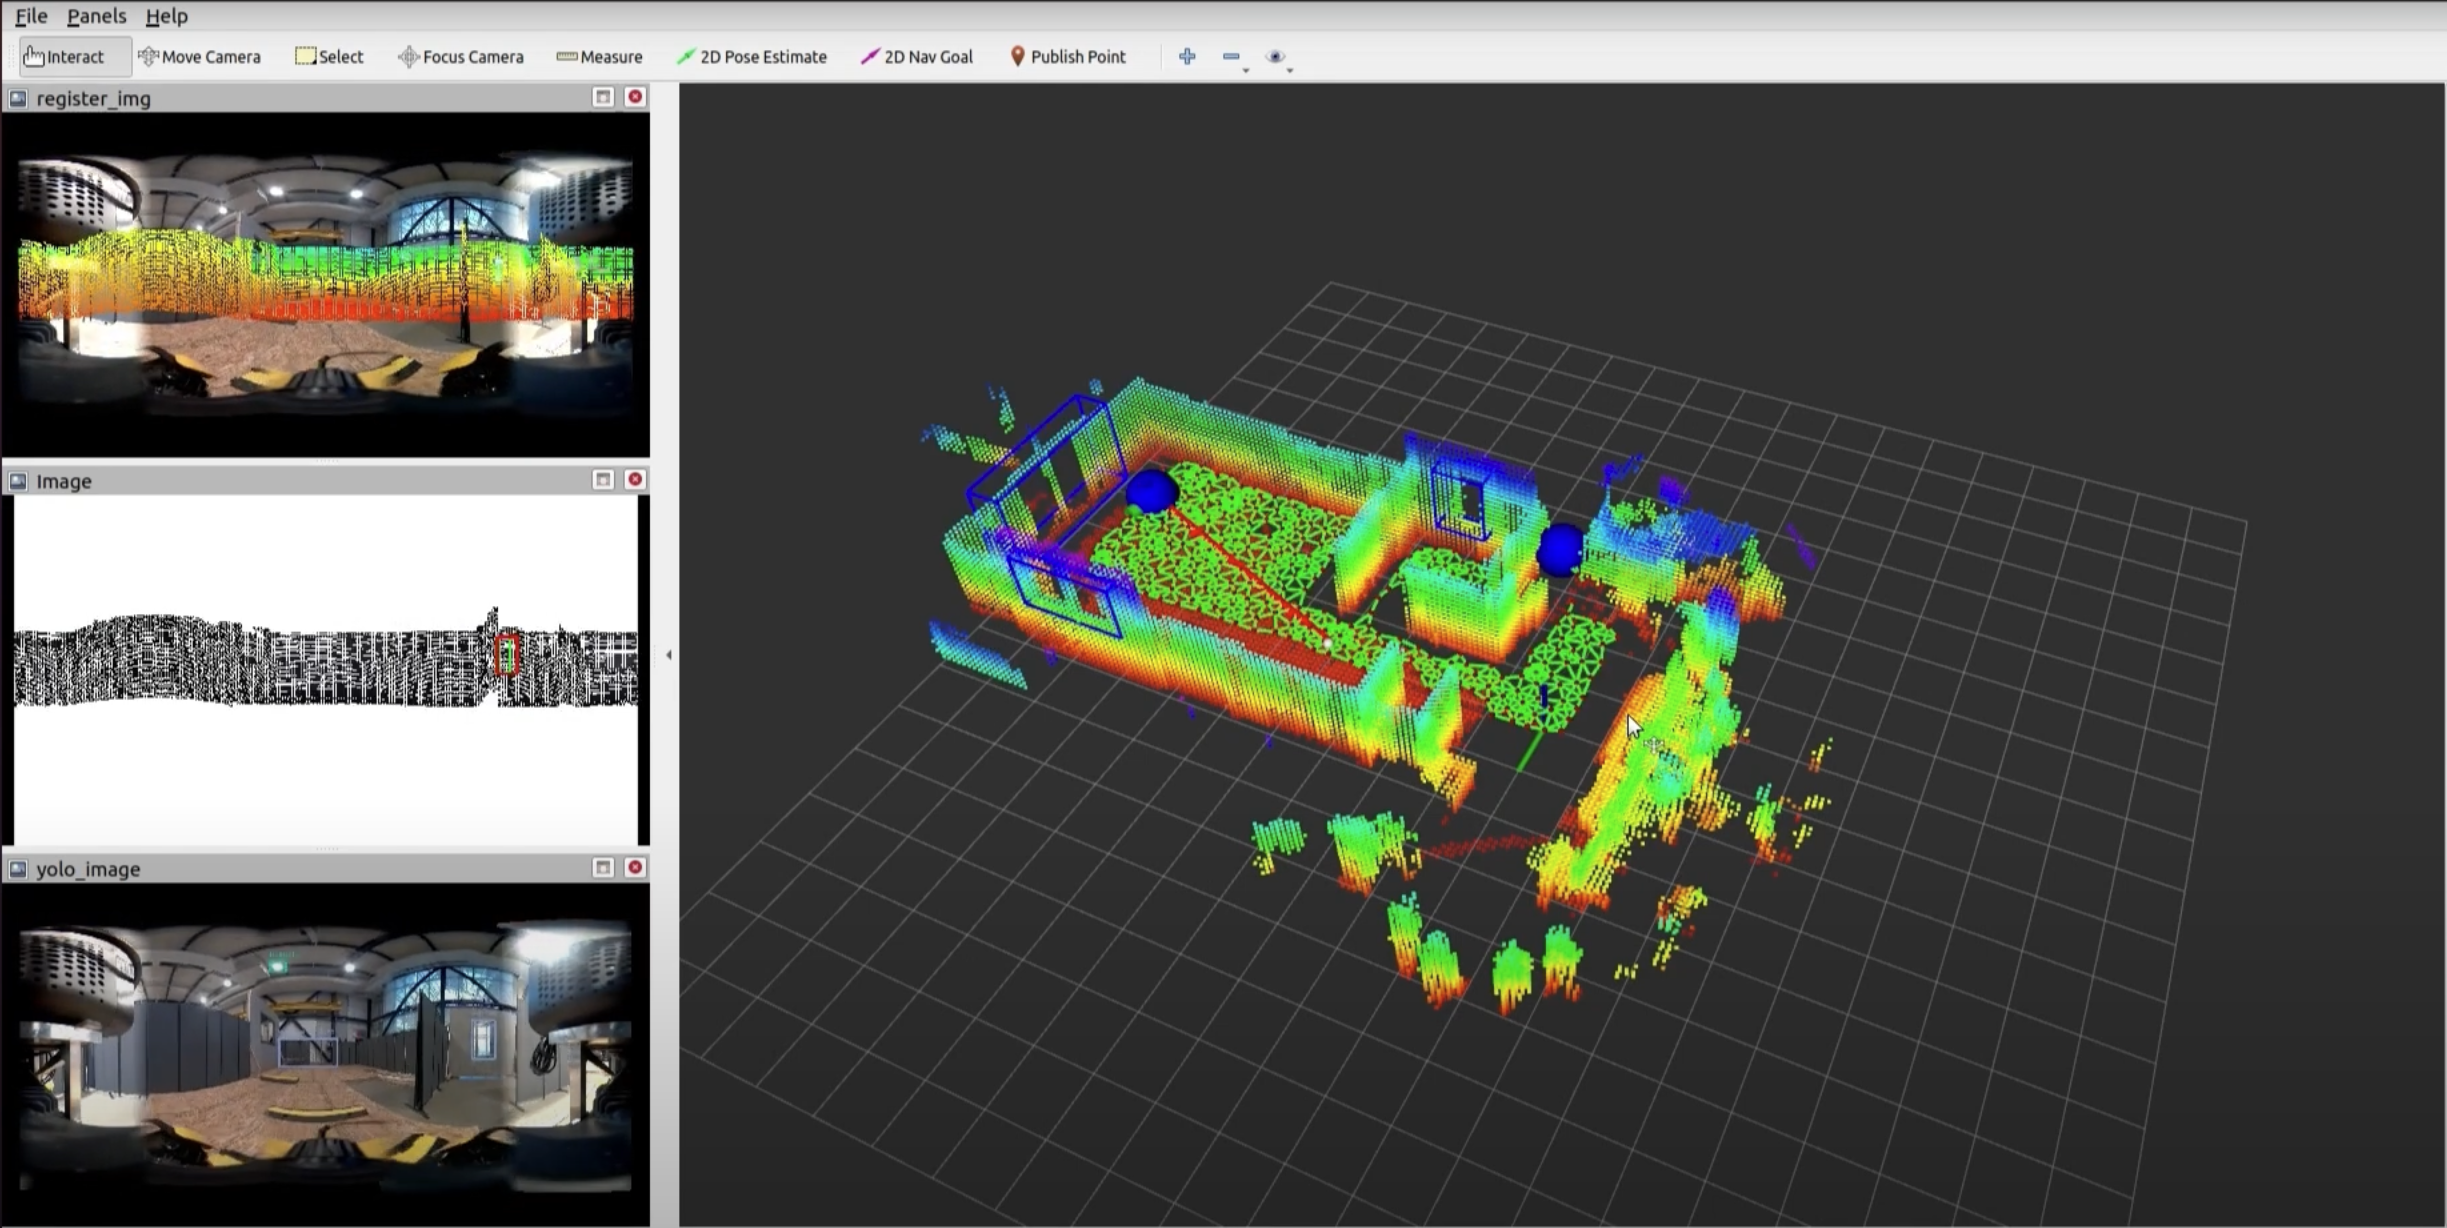 File Panels Help
Interact Move Camera Select Focus Camera Measure 2D Pose Estimate 2D Nav Goal Publish Point
register_img
Image
yolo_image